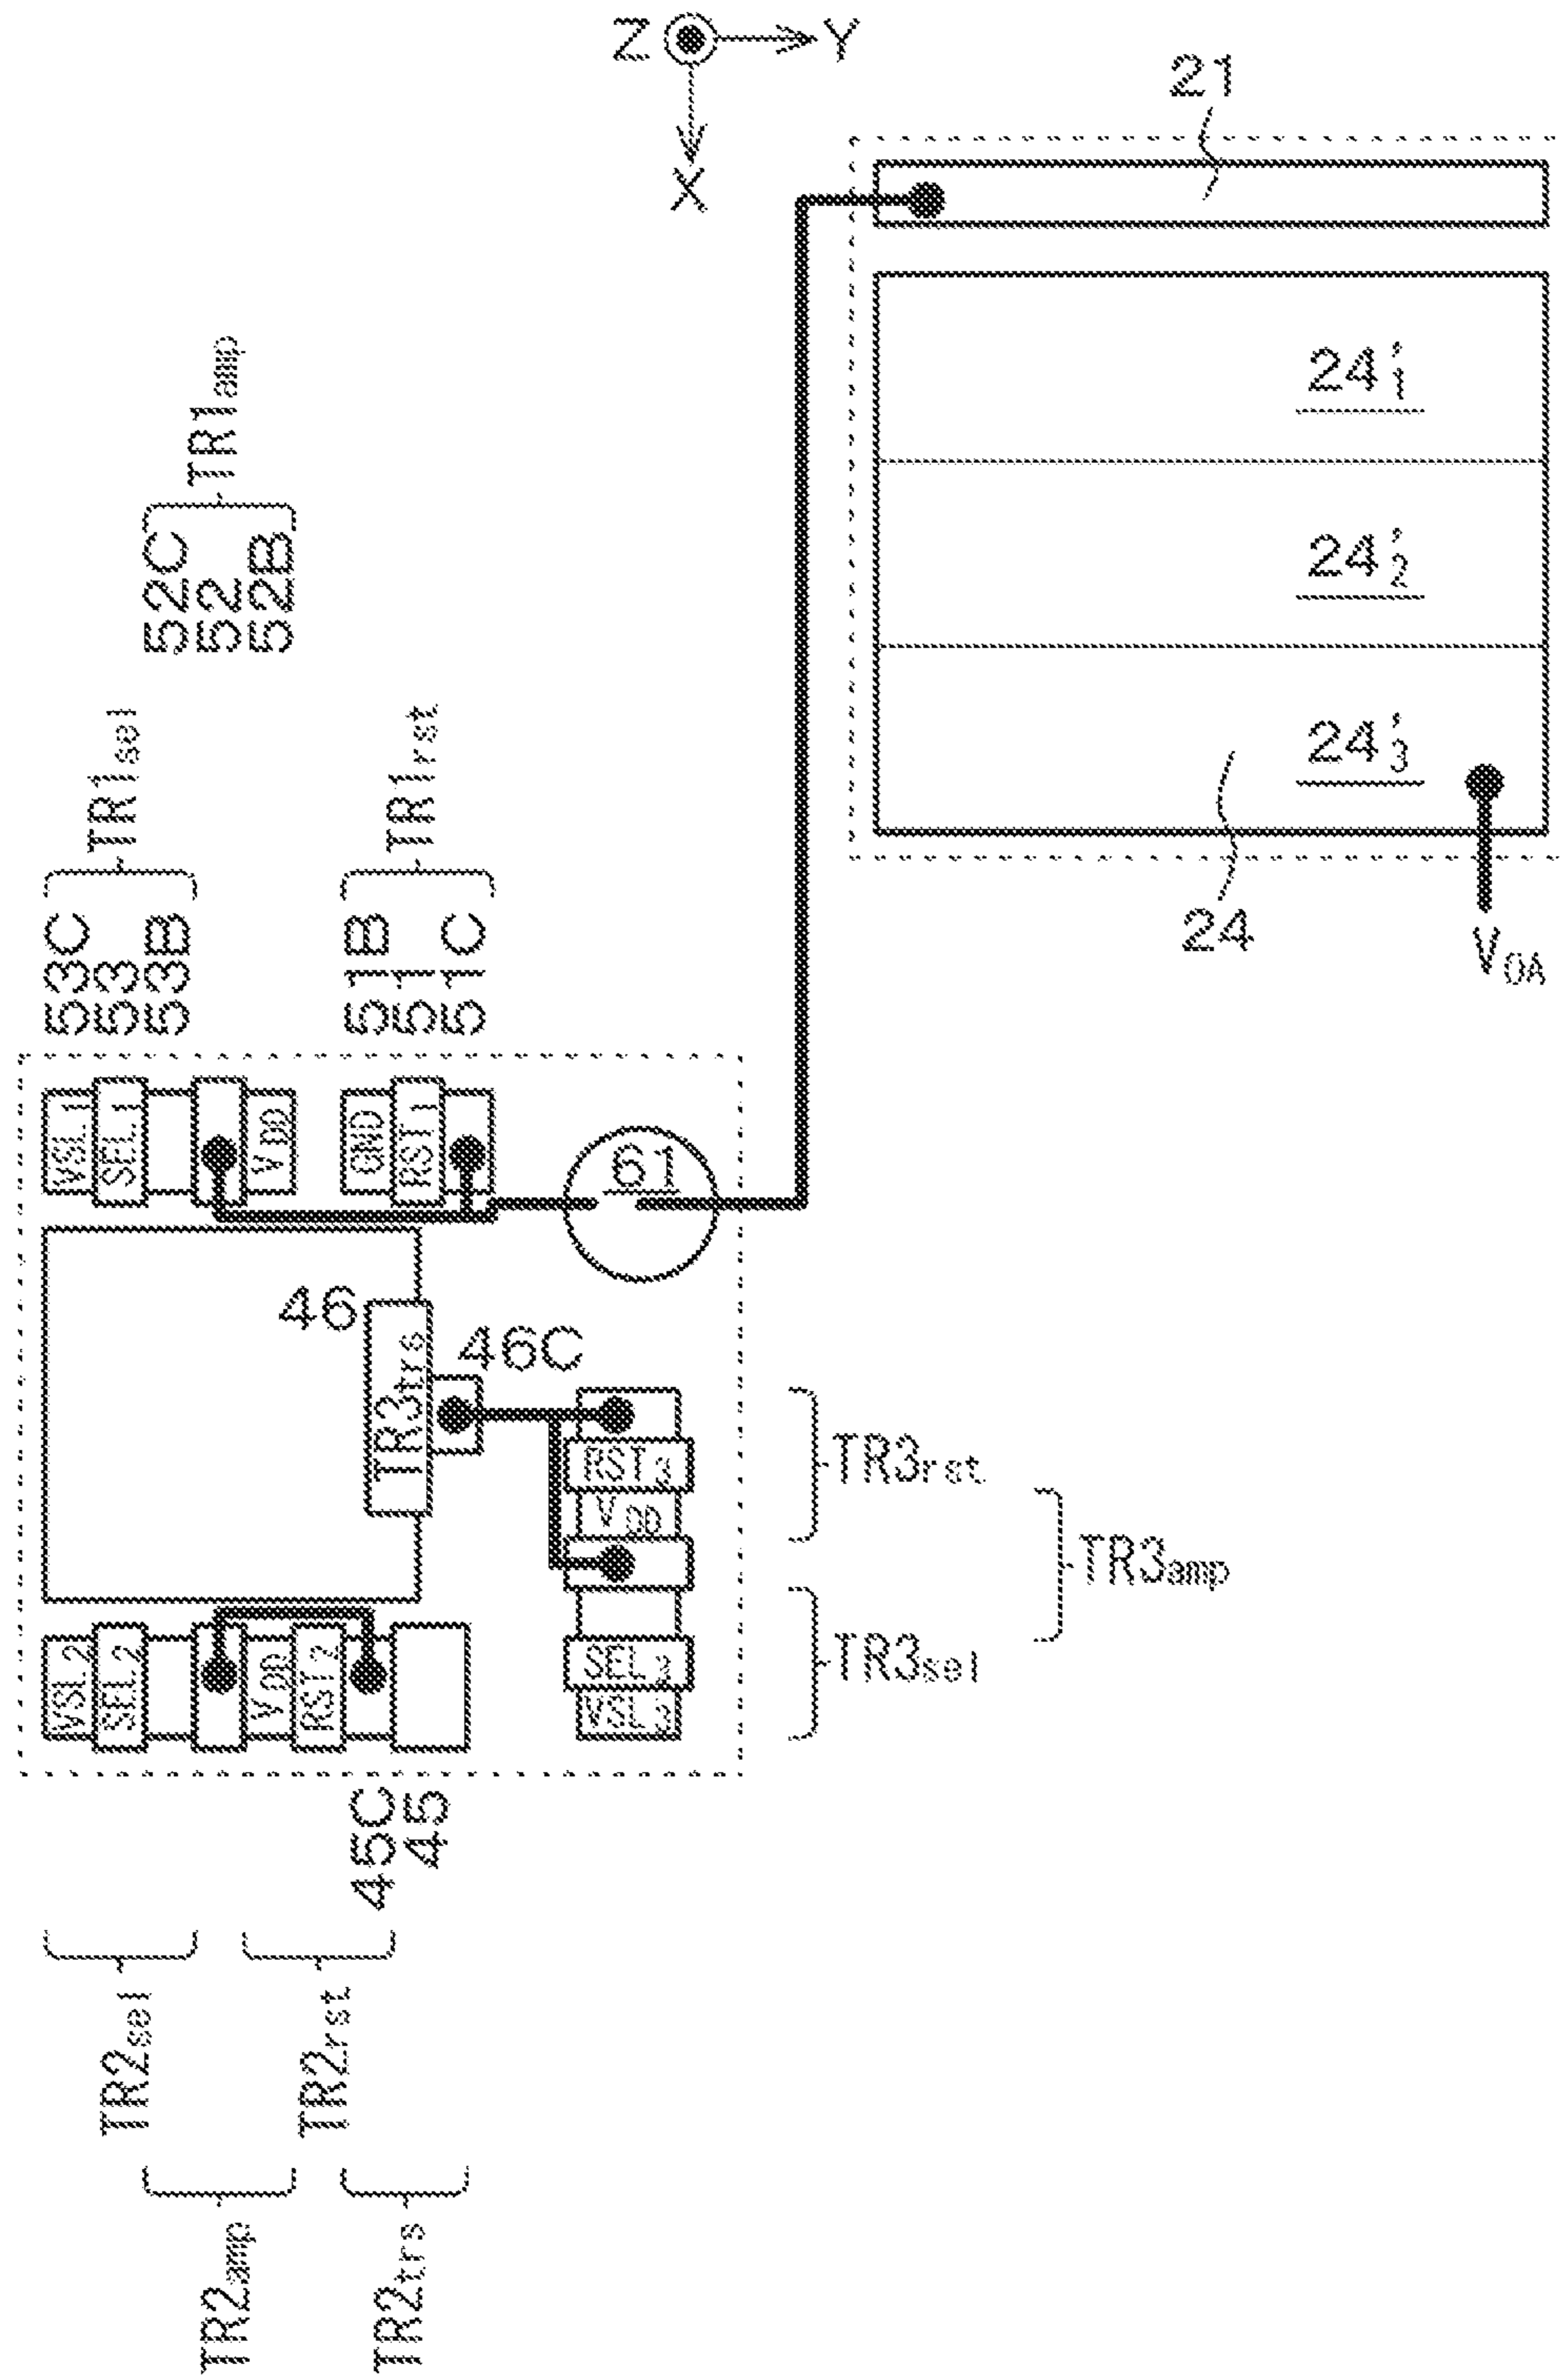 Z
Y
X
21
24'1
24'2
24'3
24
VOA
52C
52
52B
TR1amp
TR1sel
TR1rst
53C
53
53B
51B
51
51C
VSL1
SEL1
VDD
GND
RST1
61
46
TR3trs
46C
RST3
VDD
SEL3
VSL3
TR3rst
TR3amp
TR3sel
VSL2
SEL2
VDD
RST2
45C
45
TR2sel
TR2rst
TR2amp
TR2trs